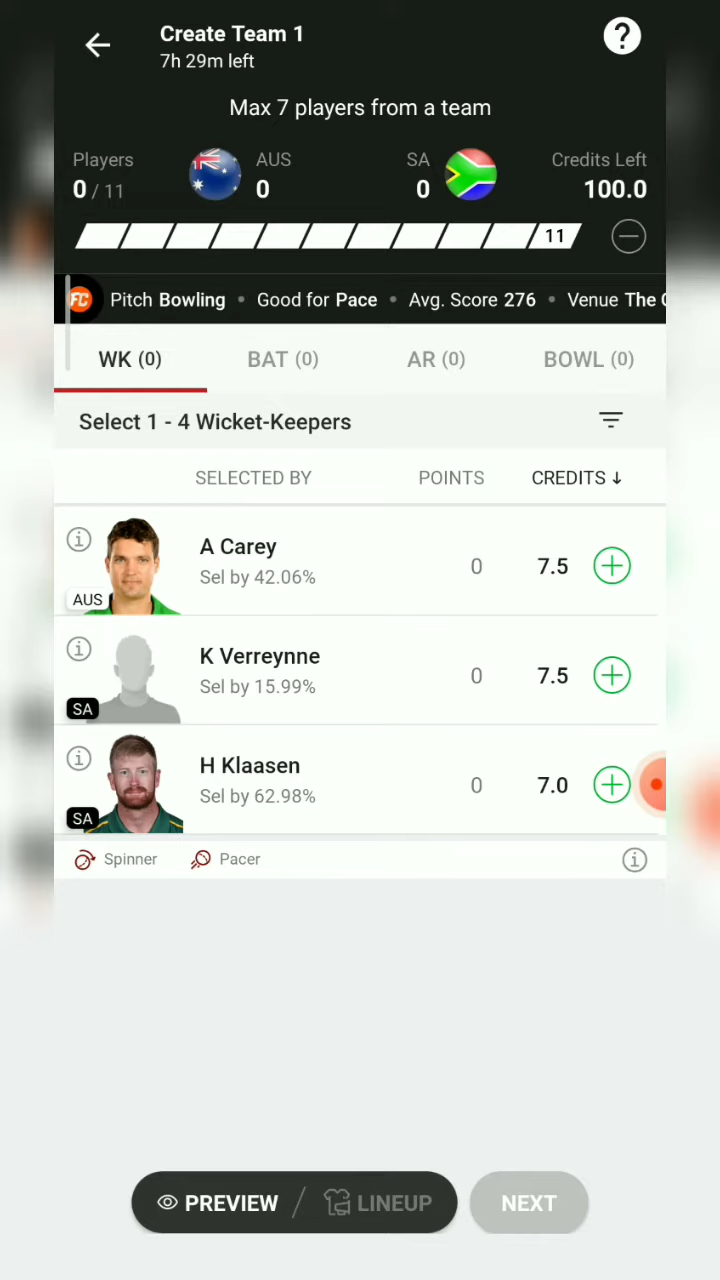 Create Team 1
7h 29m left
?
Max 7 players from a team
Players AUS SA Credits Left
0 / 11 0 0 100.0
11
FC Pitch Bowling • Good for Pace • Avg. Score 276 • Venue The
WK (0) BAT (0) AR (0) BOWL (0)
Select 1 - 4 Wicket-Keepers
SELECTED BY POINTS CREDITS ↓
A Carey
Sel by 42.06%
0 7.5
AUS
K Verreynne
Sel by 15.99%
0 7.5
SA
H Klaasen
Sel by 62.98%
0 7.0
SA
Spinner Pacer
PREVIEW / LINEUP NEXT